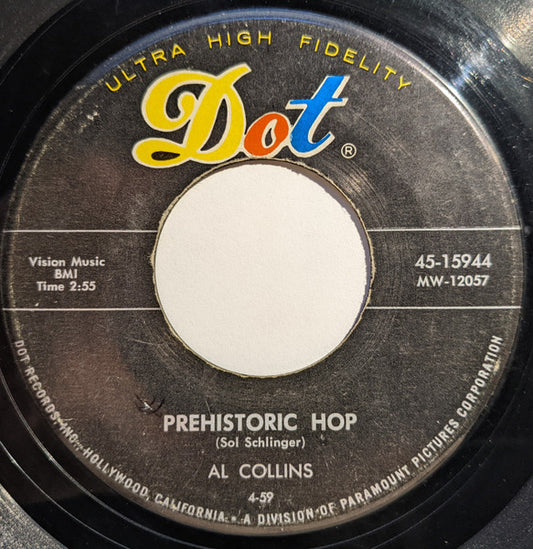 ULTRA HIGH FIDELITY
Dot
®
Vision Music
BMI
Time 2:55
45-15944
MW-12057
PREHISTORIC HOP
(Sol Schlinger)
AL COLLINS
4-59
DOT RECORDS, INC., HOLLYWOOD, CALIFORNIA. • A DIVISION OF PARAMOUNT PICTURES CORPORATION